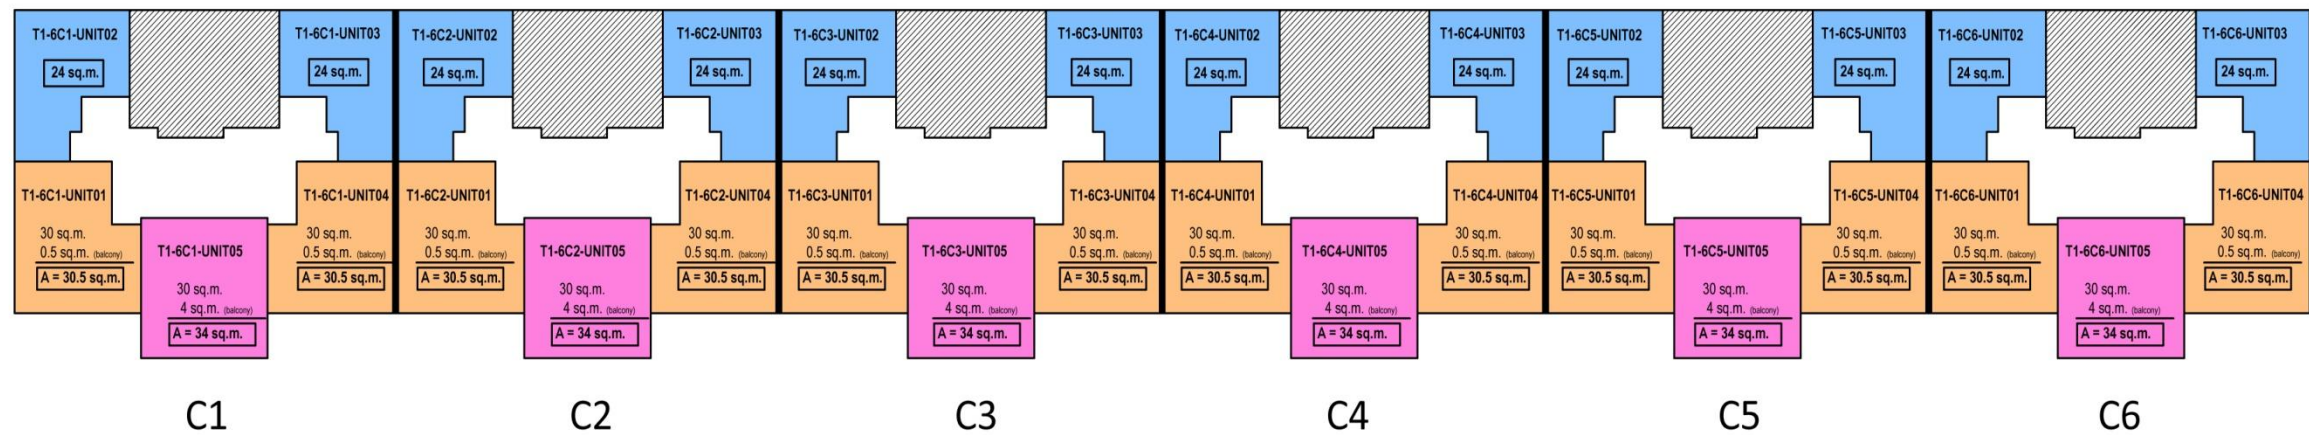 T1-6C1-UNIT02
24 sq.m.
T1-6C1-UNIT03
24 sq.m.
T1-6C1-UNIT01
30 sq.m.
0.5 sq.m. (balcony)
A = 30.5 sq.m.
T1-6C1-UNIT05
30 sq.m.
4 sq.m. (balcony)
A = 34 sq.m.
T1-6C1-UNIT04
30 sq.m.
0.5 sq.m. (balcony)
A = 30.5 sq.m.
C1
T1-6C2-UNIT02
24 sq.m.
T1-6C2-UNIT03
24 sq.m.
T1-6C2-UNIT01
30 sq.m.
0.5 sq.m. (balcony)
A = 30.5 sq.m.
T1-6C2-UNIT05
30 sq.m.
4 sq.m. (balcony)
A = 34 sq.m.
T1-6C2-UNIT04
30 sq.m.
0.5 sq.m. (balcony)
A = 30.5 sq.m.
C2
T1-6C3-UNIT02
24 sq.m.
T1-6C3-UNIT03
24 sq.m.
T1-6C3-UNIT01
30 sq.m.
0.5 sq.m. (balcony)
A = 30.5 sq.m.
T1-6C3-UNIT05
30 sq.m.
4 sq.m. (balcony)
A = 34 sq.m.
T1-6C3-UNIT04
30 sq.m.
0.5 sq.m. (balcony)
A = 30.5 sq.m.
C3
T1-6C4-UNIT02
24 sq.m.
T1-6C4-UNIT03
24 sq.m.
T1-6C4-UNIT01
30 sq.m.
0.5 sq.m. (balcony)
A = 30.5 sq.m.
T1-6C4-UNIT05
30 sq.m.
4 sq.m. (balcony)
A = 34 sq.m.
T1-6C4-UNIT04
30 sq.m.
0.5 sq.m. (balcony)
A = 30.5 sq.m.
C4
T1-6C5-UNIT02
24 sq.m.
T1-6C5-UNIT03
24 sq.m.
T1-6C5-UNIT01
30 sq.m.
0.5 sq.m. (balcony)
A = 30.5 sq.m.
T1-6C5-UNIT05
30 sq.m.
4 sq.m. (balcony)
A = 34 sq.m.
T1-6C5-UNIT04
30 sq.m.
0.5 sq.m. (balcony)
A = 30.5 sq.m.
C5
T1-6C6-UNIT02
24 sq.m.
T1-6C6-UNIT03
24 sq.m.
T1-6C6-UNIT01
30 sq.m.
0.5 sq.m. (balcony)
A = 30.5 sq.m.
T1-6C6-UNIT05
30 sq.m.
4 sq.m. (balcony)
A = 34 sq.m.
T1-6C6-UNIT04
30 sq.m.
0.5 sq.m. (balcony)
A = 30.5 sq.m.
C6